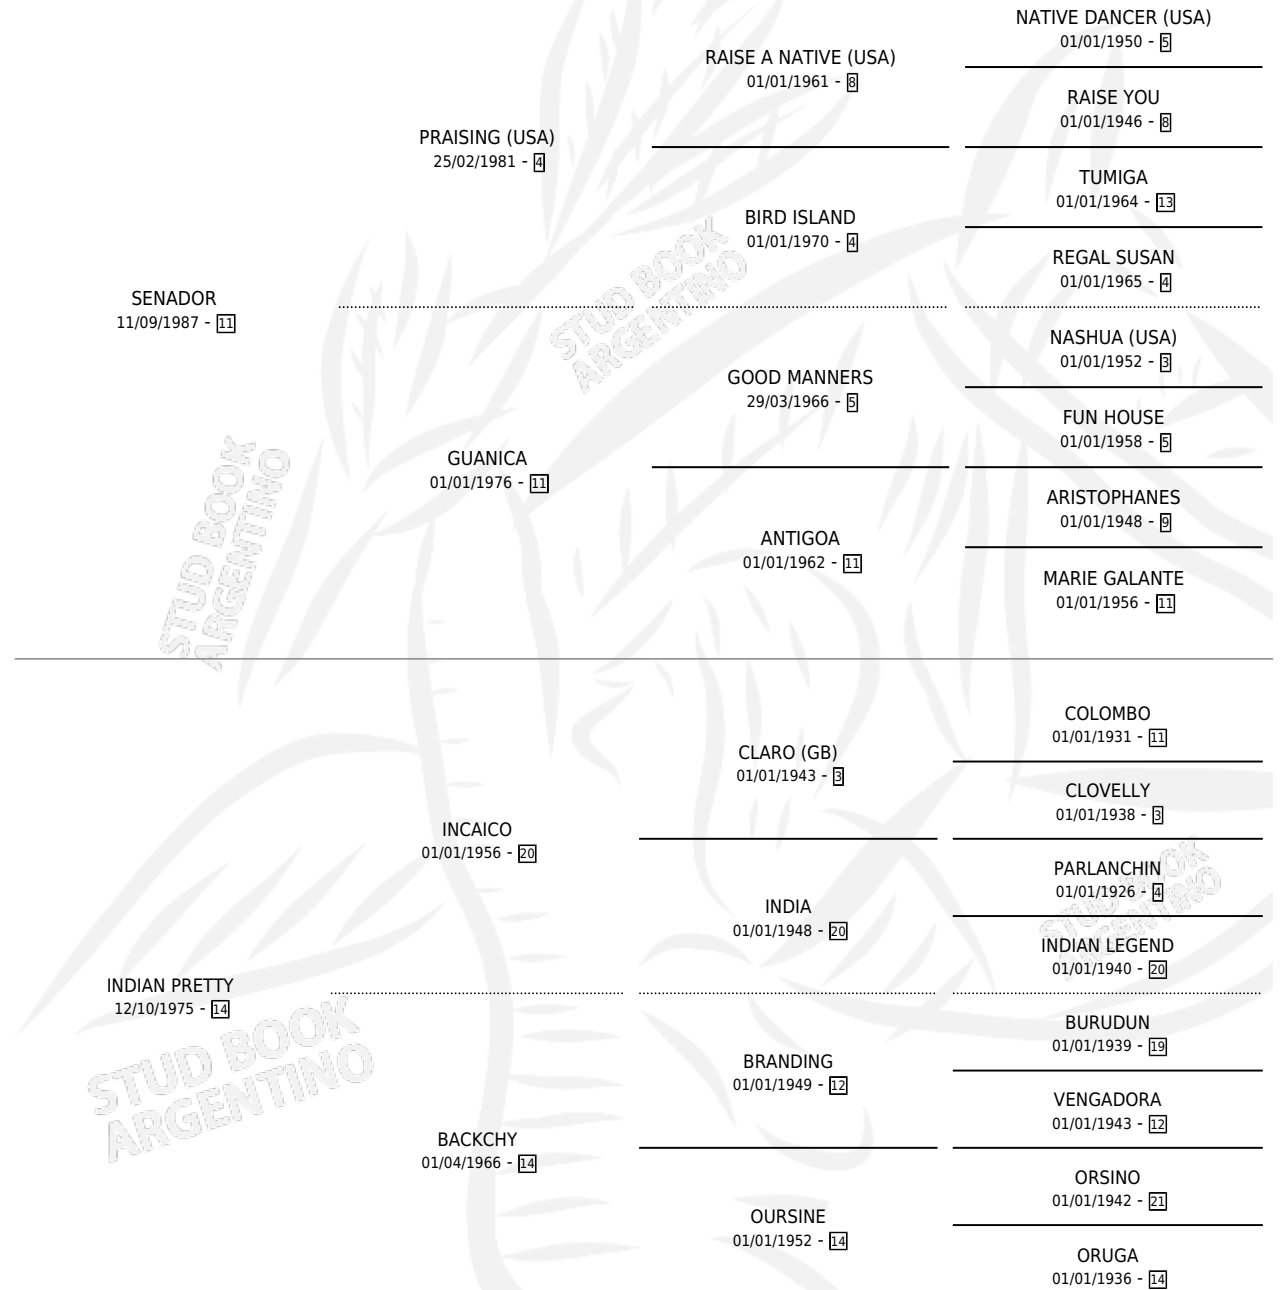 NATIVE DANCER (USA)
01/01/1950 - 5
RAISE A NATIVE (USA)
01/01/1961 - 8
RAISE YOU
01/01/1946 - 8
PRAISING (USA)
25/02/1981 - 4
TUMIGA
01/01/1964 - 13
BIRD ISLAND
01/01/1970 - 4
REGAL SUSAN
01/01/1965 - 4
SENADOR
11/09/1987 - 11
STUD BOOK
ARGENTINO
NASHUA (USA)
01/01/1952 - 3
GOOD MANNERS
29/03/1966 - 5
FUN HOUSE
01/01/1958 - 5
GUANICA
01/01/1976 - 11
ARISTOPHANES
01/01/1948 - 9
ANTIGOA
01/01/1962 - 11
MARIE GALANTE
01/01/1956 - 11
STUD BOOK
ARGENTINO
COLOMBO
01/01/1931 - 11
CLARO (GB)
01/01/1943 - 3
CLOVELLY
01/01/1938 - 3
INCAICO
01/01/1956 - 20
PARLANCHIN
01/01/1926 - 4
INDIA
01/01/1948 - 20
INDIAN LEGEND
01/01/1940 - 20
STUD BOOK
ARGENTINO
INDIAN PRETTY
12/10/1975 - 14
STUD BOOK
ARGENTINO
BURUDUN
01/01/1939 - 19
BRANDING
01/01/1949 - 12
VENGADORA
01/01/1943 - 12
BACKCHY
01/04/1966 - 14
ORSINO
01/01/1942 - 21
OURSINE
01/01/1952 - 14
ORUGA
01/01/1936 - 14